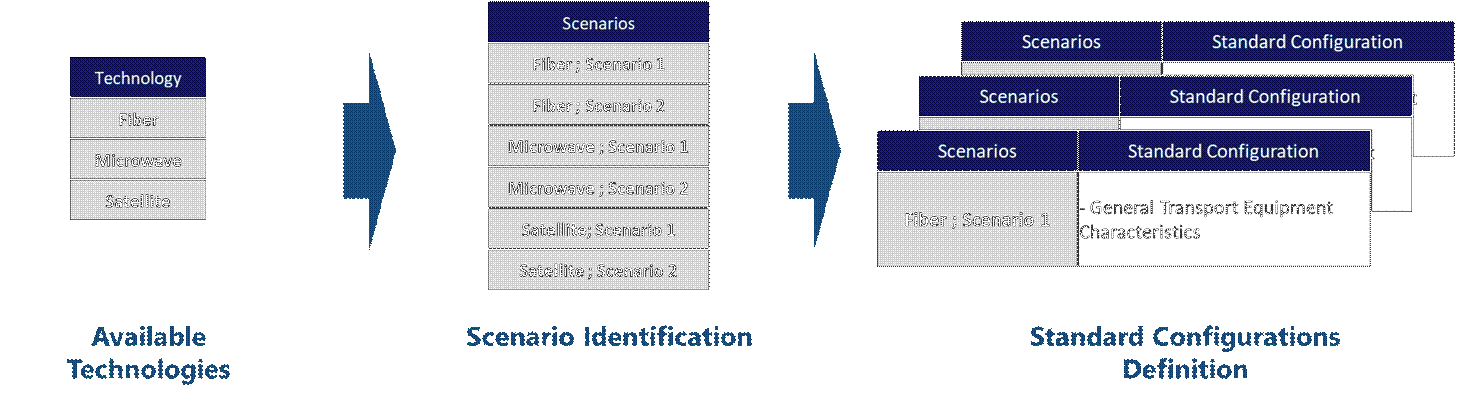 Technology
Fiber
Microwave
Satellite
Available
Technologies
Scenarios
Fiber ; Scenario 1
Fiber ; Scenario 2
Microwave ; Scenario 1
Microwave ; Scenario 2
Satellite; Scenario 1
Satellite ; Scenario 2
Scenario Identification
Scenarios Standard Configuration
Scenarios Standard Configuration
Scenarios Standard Configuration
Fiber ; Scenario 1
- General Transport Equipment
Characteristics
Standard Configurations
Definition